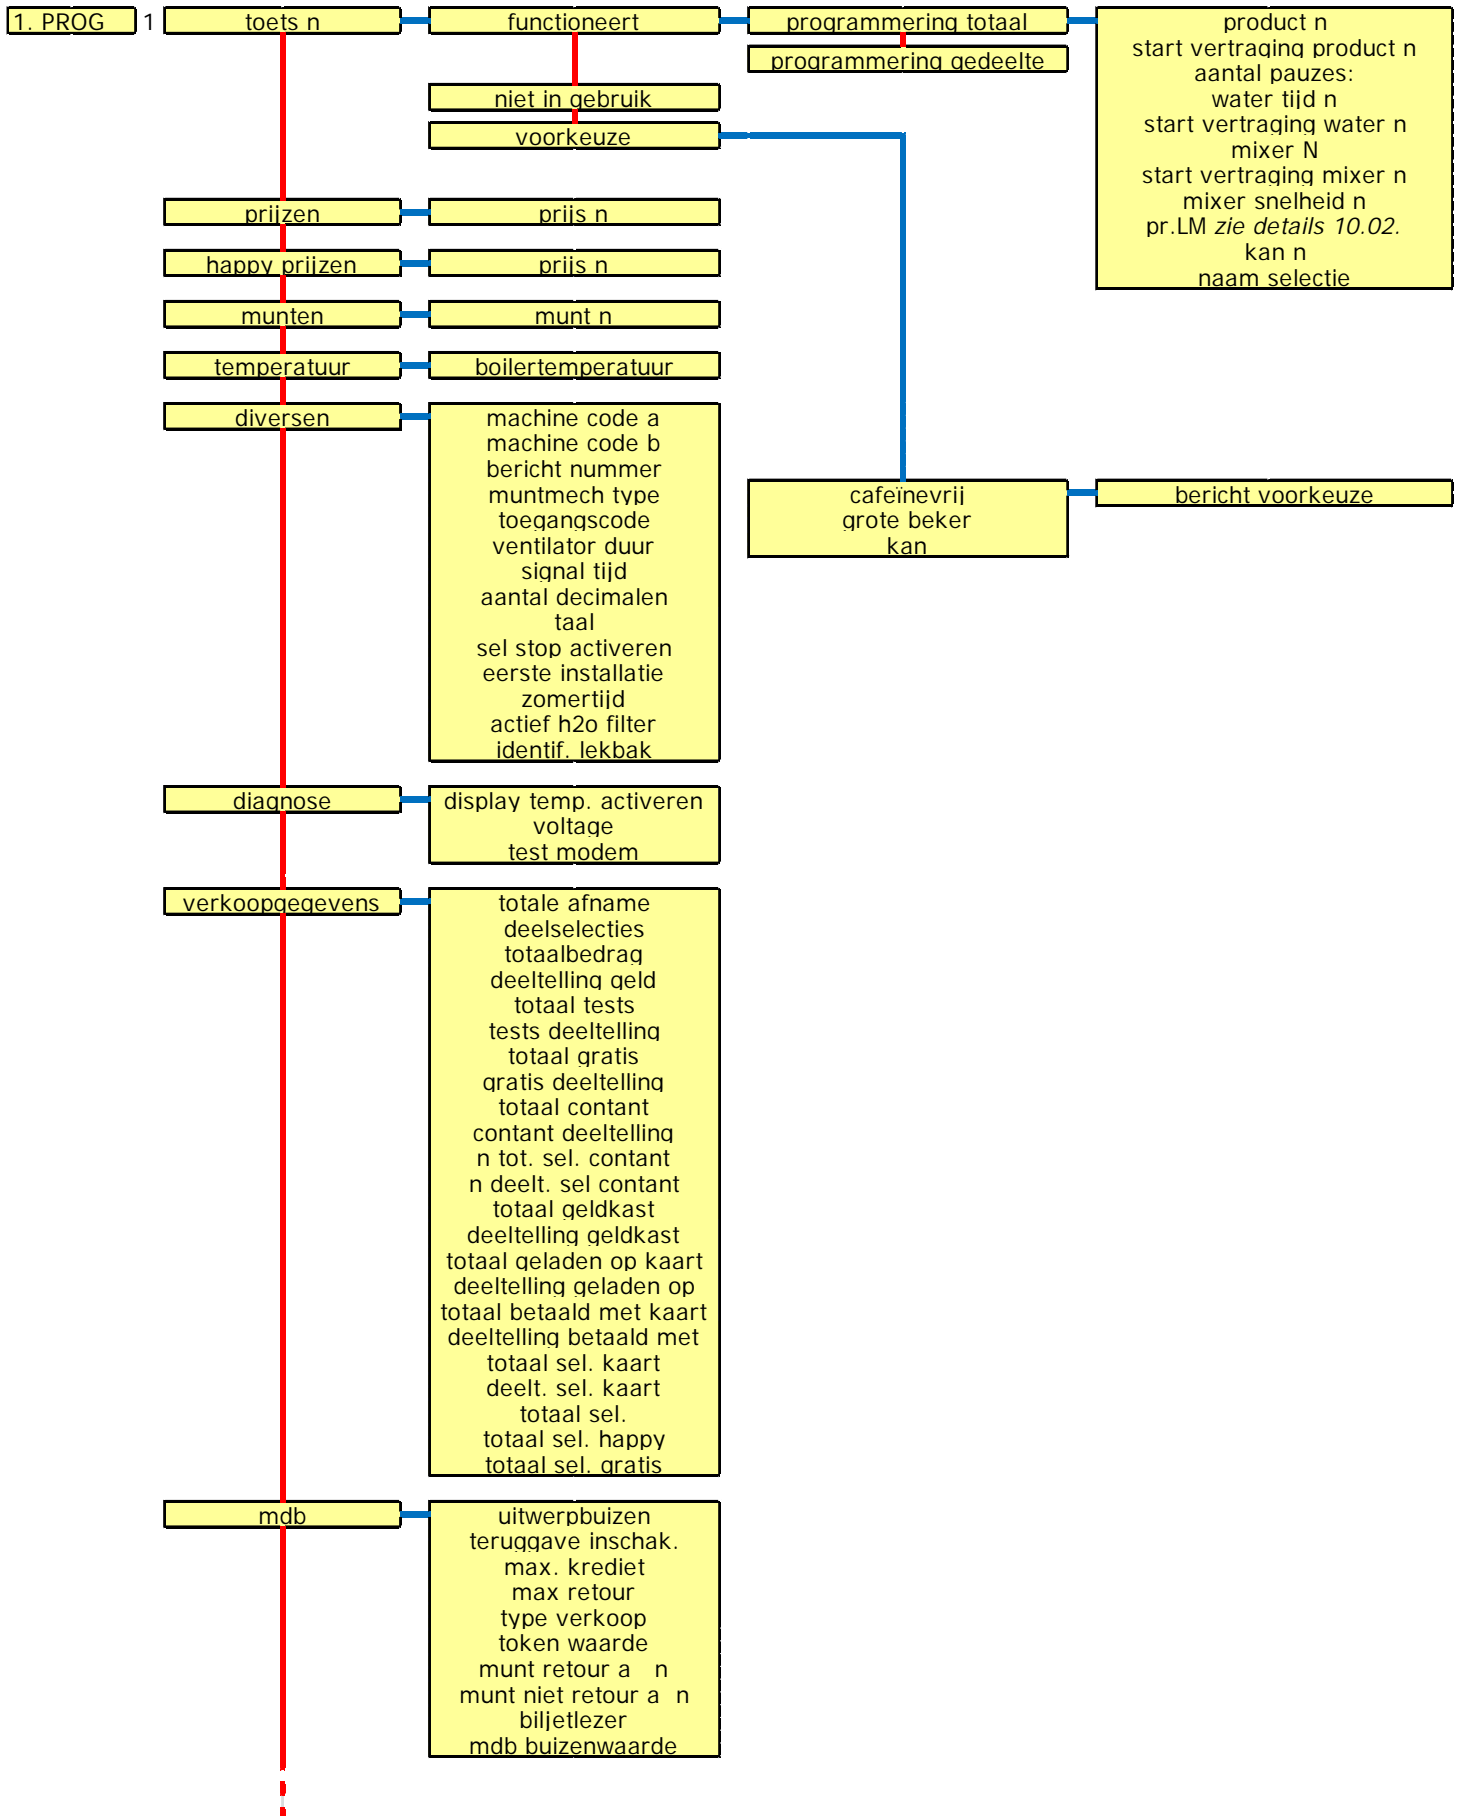 1. PROG 1 toets n functioneert programmering totaal
programmering gedeelte
niet in gebruik
voorkeuze
product n
start vertraging product n
aantal pauzes:
water tijd n
start vertraging water n
mixer N
start vertraging mixer n
mixer snelheid n
pr.LM zie details 10.02.
kan n
naam selectie
prijzen prijs n
happy prijzen prijs n
munten munt n
temperatuur boilertemperatuur
diversen
machine code a
machine code b
bericht nummer
muntmech type
toegangscode
ventilator duur
signal tijd
aantal decimalen
taal
sel stop activeren
eerste installatie
zomertijd
actief h2o filter
identif. lekbak
cafeïnevrij
grote beker
kan
bericht voorkeuze
diagnose
display temp. activeren
voltage
test modem
verkoopgegevens
totale afname
deelselecties
totaalbedrag
deeltelling geld
totaal tests
tests deeltelling
totaal gratis
gratis deeltelling
totaal contant
contant deeltelling
n tot. sel. contant
n deelt. sel contant
totaal geldkast
deeltelling geldkast
totaal geladen op kaart
deeltelling geladen op
totaal betaald met kaart
deeltelling betaald met
totaal sel. kaart
deelt. sel. kaart
totaal sel.
totaal sel. happy
totaal sel. gratis
mdb
uitwerpbuizen
teruggave inschak.
max. krediet
max retour
type verkoop
token waarde
munt retour a n
munt niet retour a n
biljetlezer
mdb buizenwaarde